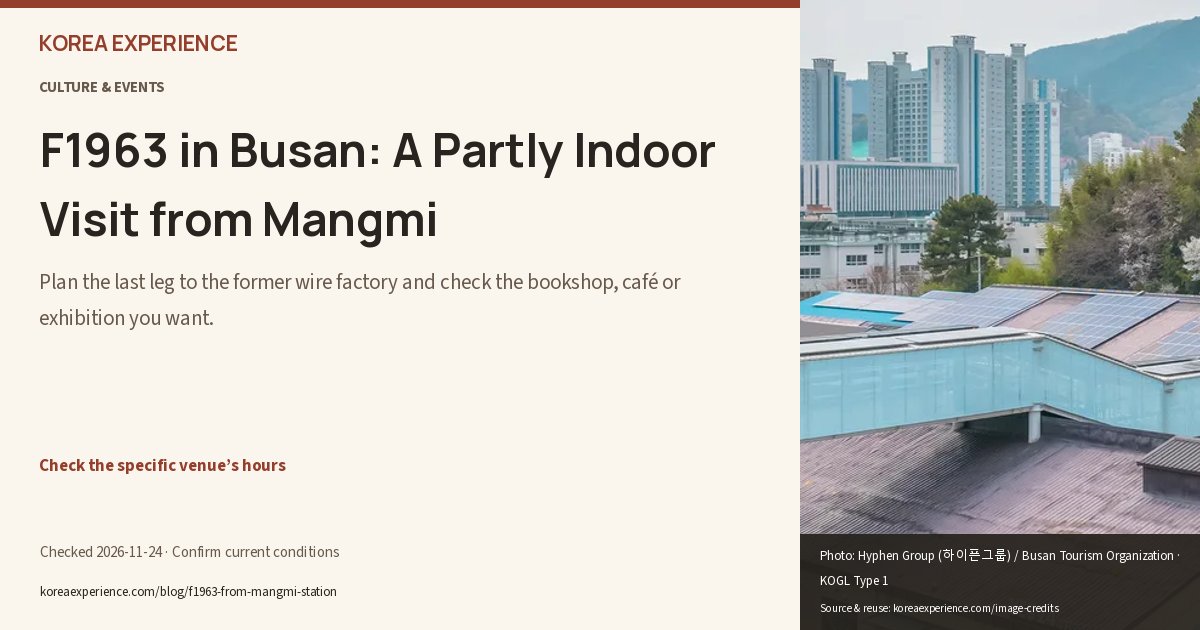 KOREA EXPERIENCE
CULTURE & EVENTS
F1963 in Busan: A Partly Indoor
Visit from Mangmi
Plan the last leg to the former wire factory and check the bookshop, café or
exhibition you want.
Check the specific venue’s hours
Checked 2026-11-24 · Confirm current conditions
koreaexperience.com/blog/f1963-from-mangmi-station
Photo: Hyphen Group (하이픈그룹) / Busan Tourism Organization ·
KOGL Type 1
Source & reuse: koreaexperience.com/image-credits